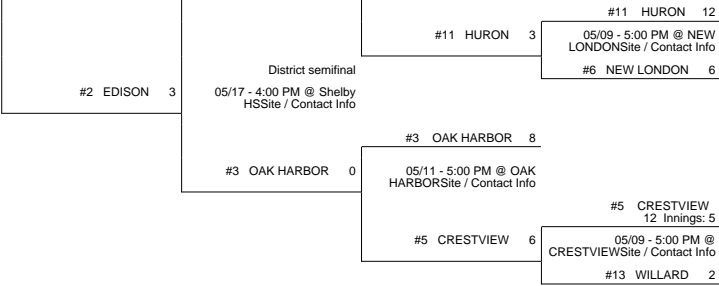 #11 HURON 12
#11 HURON 3
05/09 - 5:00 PM @ NEW
LONDONSite / Contact Info
#6 NEW LONDON 6
District semifinal
#2 EDISON 3
05/17 - 4:00 PM @ Shelby
HSSite / Contact Info
#3 OAK HARBOR 8
#3 OAK HARBOR 0
05/11 - 5:00 PM @ OAK
HARBORSite / Contact Info
#5 CRESTVIEW
12 Innings: 5
#5 CRESTVIEW 6
05/09 - 5:00 PM @
CRESTVIEWSite / Contact Info
#13 WILLARD 2